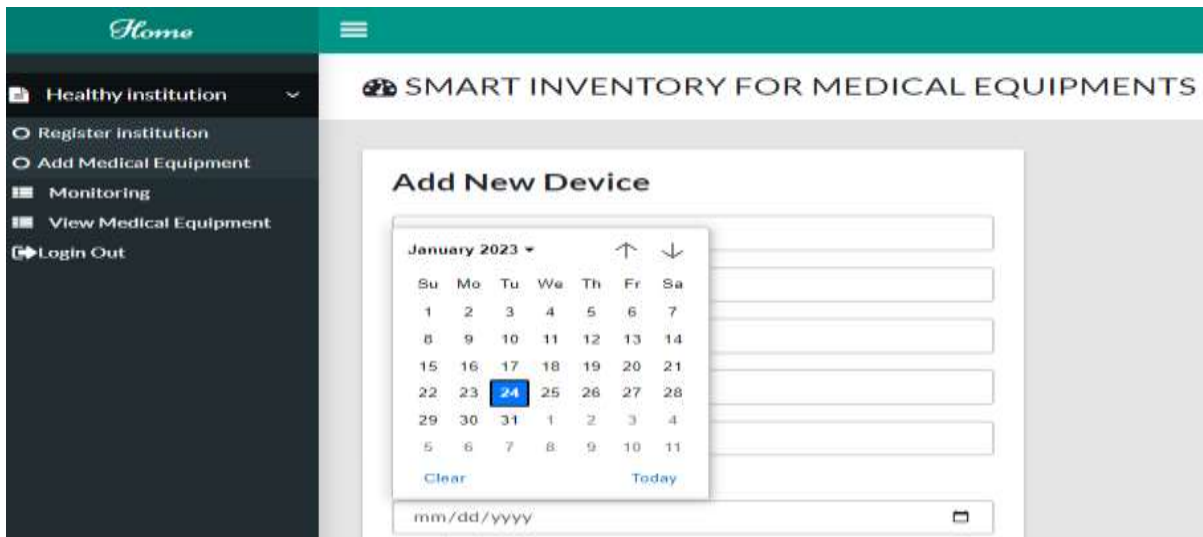 Home
Healthy institution
Register institution
Add Medical Equipment
Monitoring
View Medical Equipment
Login Out
SMART INVENTORY FOR MEDICAL EQUIPMENTS
Add New Device
January 2023
Su Mo Tu We Th Fr Sa
1 2 3 4 5 6 7
8 9 10 11 12 13 14
15 16 17 18 19 20 21
22 23 24 25 26 27 28
29 30 31 1 2 3 4
5 6 7 8 9 10 11
Clear Today
mm/dd/yyyy